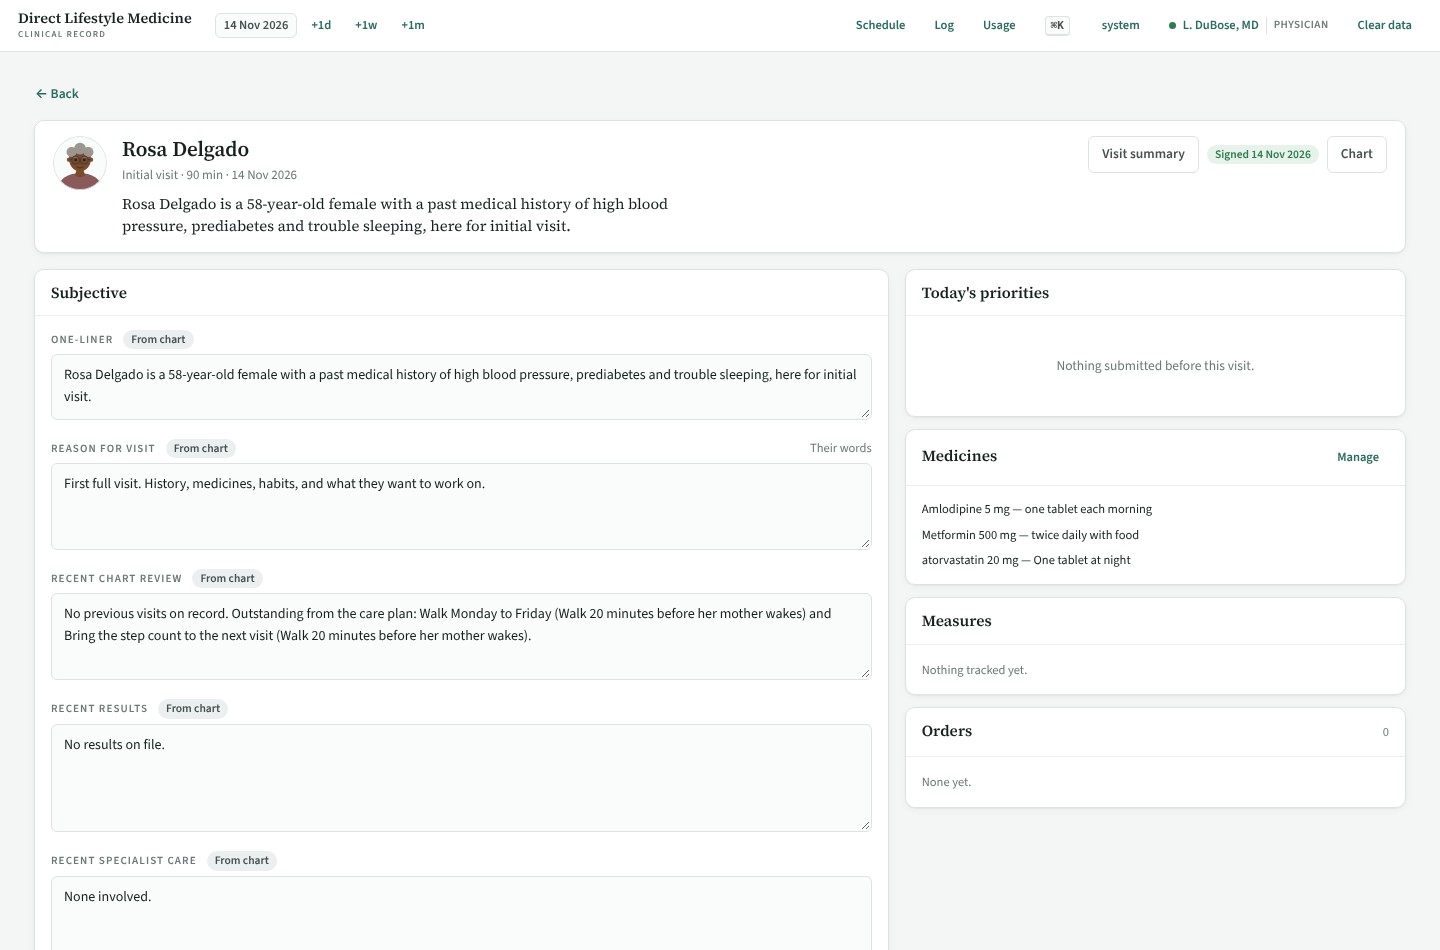 Direct Lifestyle Medicine
CLINICAL RECORD
14 Nov 2026
+1d
+1w
+1m
Schedule
Log
Usage
⌘K
system
L. DuBose, MD
PHYSICIAN
Clear data
← Back
Rosa Delgado
Initial visit · 90 min · 14 Nov 2026
Rosa Delgado is a 58-year-old female with a past medical history of high blood
pressure, prediabetes and trouble sleeping, here for initial visit.
Visit summary
Signed 14 Nov 2026
Chart
Subjective
ONE-LINER
From chart
Rosa Delgado is a 58-year-old female with a past medical history of high blood pressure, prediabetes and trouble sleeping, here for initial
visit.
REASON FOR VISIT
From chart
Their words
First full visit. History, medicines, habits, and what they want to work on.
RECENT CHART REVIEW
From chart
No previous visits on record. Outstanding from the care plan: Walk Monday to Friday (Walk 20 minutes before her mother wakes) and
Bring the step count to the next visit (Walk 20 minutes before her mother wakes).
RECENT RESULTS
From chart
No results on file.
RECENT SPECIALIST CARE
From chart
None involved.
Today's priorities
Nothing submitted before this visit.
Medicines
Manage
Amlodipine 5 mg — one tablet each morning
Metformin 500 mg — twice daily with food
atorvastatin 20 mg — One tablet at night
Measures
Nothing tracked yet.
Orders
0
None yet.